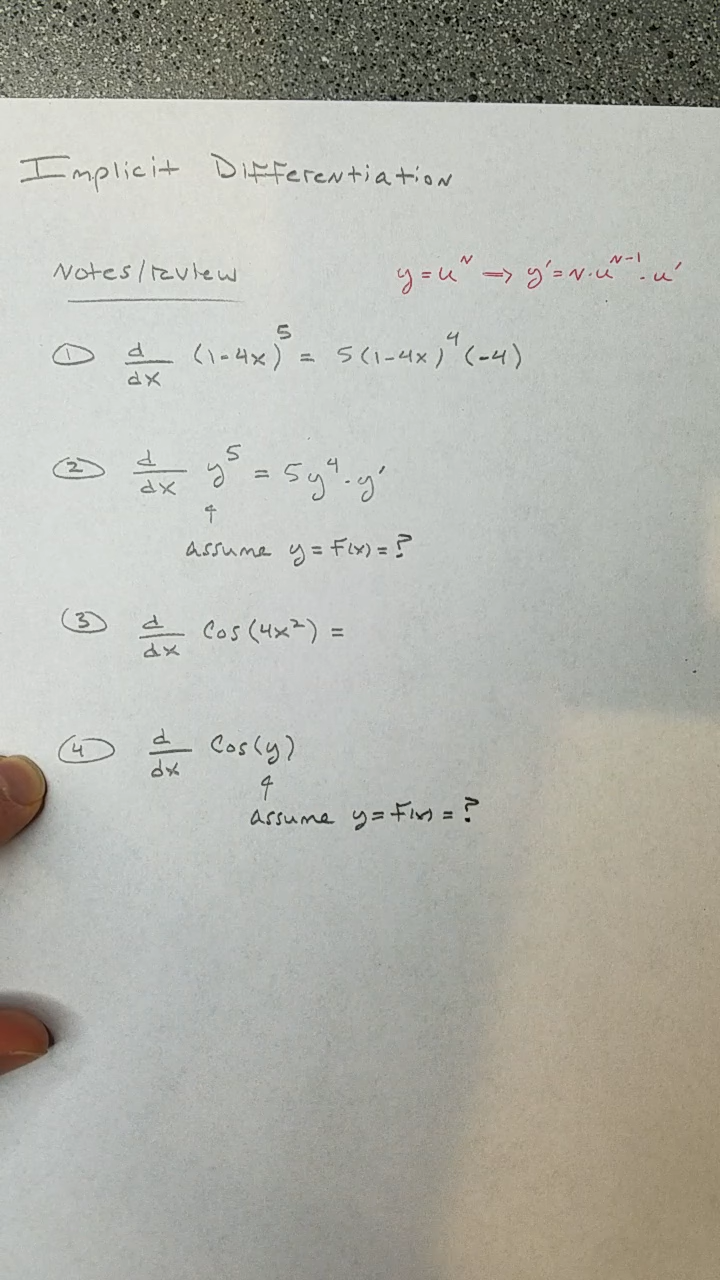 Implicit Differentiation
Notes/review
y = u^N ⇒ y' = N·u^(N-1)·u'
① d/dx (1-4x)^5 = 5(1-4x)^4 (-4)
② d/dx y^5 = 5y^4·y'
↑
assume y = F(x) = ?
③ d/dx Cos(4x²) =
④ d/dx Cos(y)
↑
assume y = F(x) = ?